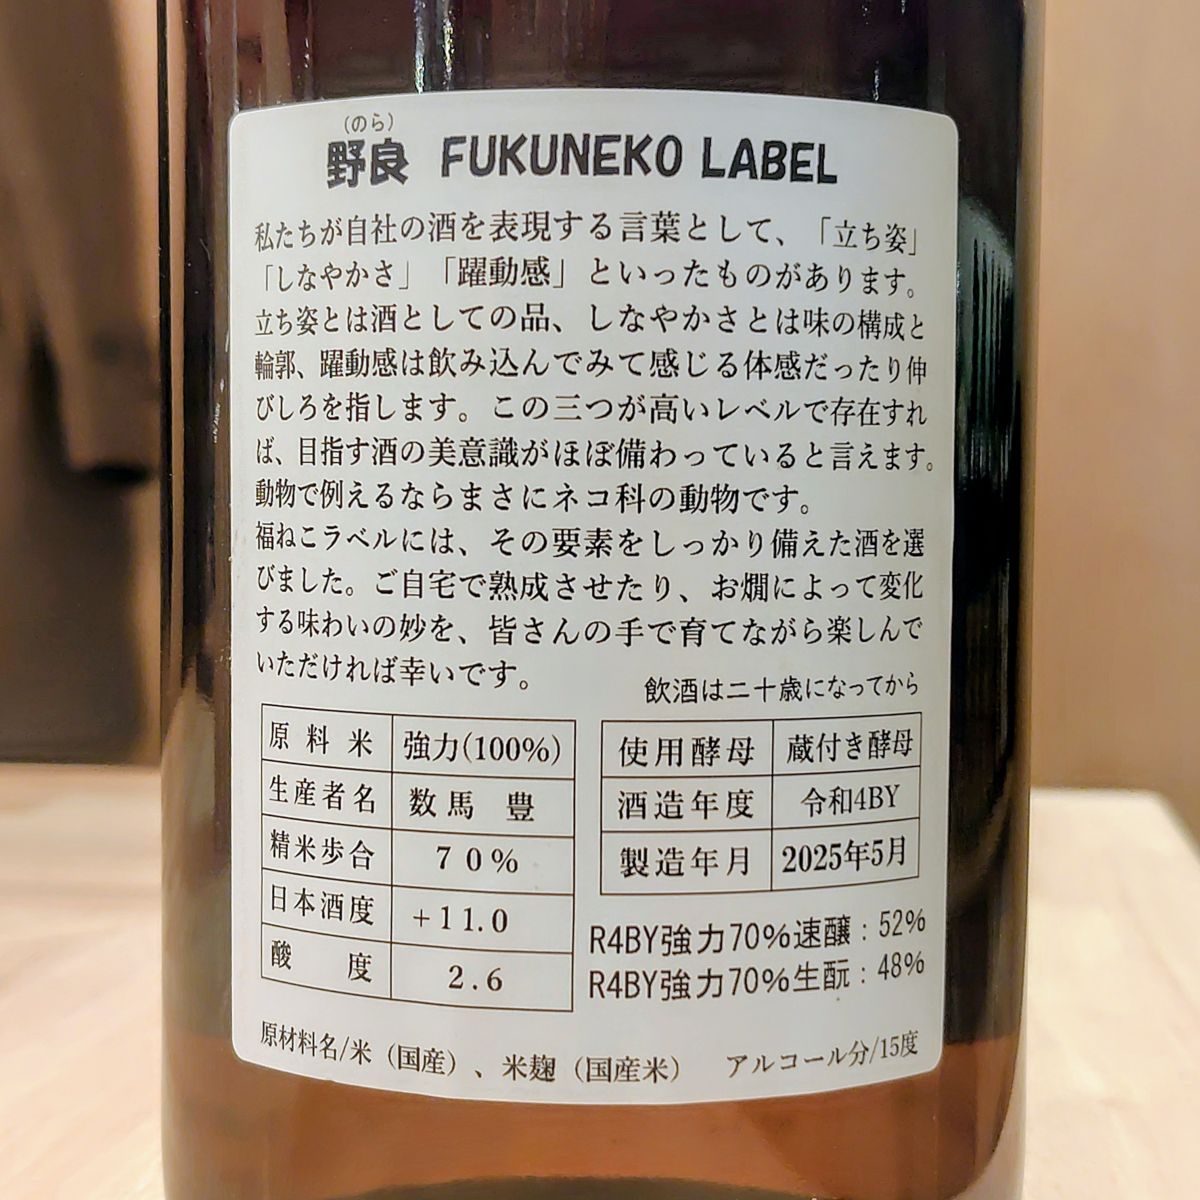 (のら)
野良 FUKUNEKO LABEL
私たちが自社の酒を表現する言葉として、「立ち姿」
「しなやかさ」「躍動感」といったものがあります。
立ち姿とは酒としての品、しなやかさとは味の構成と
輪郭、躍動感は飲み込んでみて感じる体感だったり伸
びしろを指します。この三つが高いレベルで存在すれ
ば、目指す酒の美意識がほぼ備わっていると言えます。
動物で例えるならまさにネコ科の動物です。
福ねこラベルには、その要素をしっかり備えた酒を選
びました。ご自宅で熟成させたり、お燗によって変化
する味わいの妙を、皆さんの手で育てながら楽しんで
いただければ幸いです。
飲酒は二十歳になってから
原料米 強力(100%)
生産者名 数馬 豊
精米歩合 70%
日本酒度 +11.0
酸度 2.6
使用酵母 蔵付き酵母
酒造年度 令和4BY
製造年月 2025年5月
R4BY強力70%速醸:52%
R4BY強力70%生酛:48%
原材料名/米(国産)、米麹(国産米) アルコール分/15度